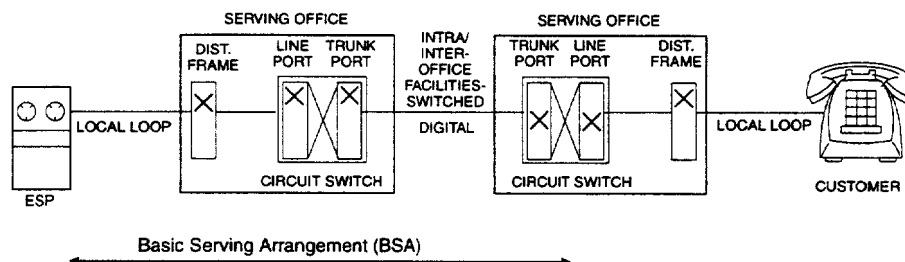 SERVING OFFICE
SERVING OFFICE
DIST.
FRAME
LINE
PORT
TRUNK
PORT
INTRA/
INTER-
OFFICE
FACILITIES-
SWITCHED
DIGITAL
TRUNK
PORT
LINE
PORT
DIST.
FRAME
LOCAL LOOP
LOCAL LOOP
CIRCUIT SWITCH
CIRCUIT SWITCH
ESP
CUSTOMER
Basic Serving Arrangement (BSA)